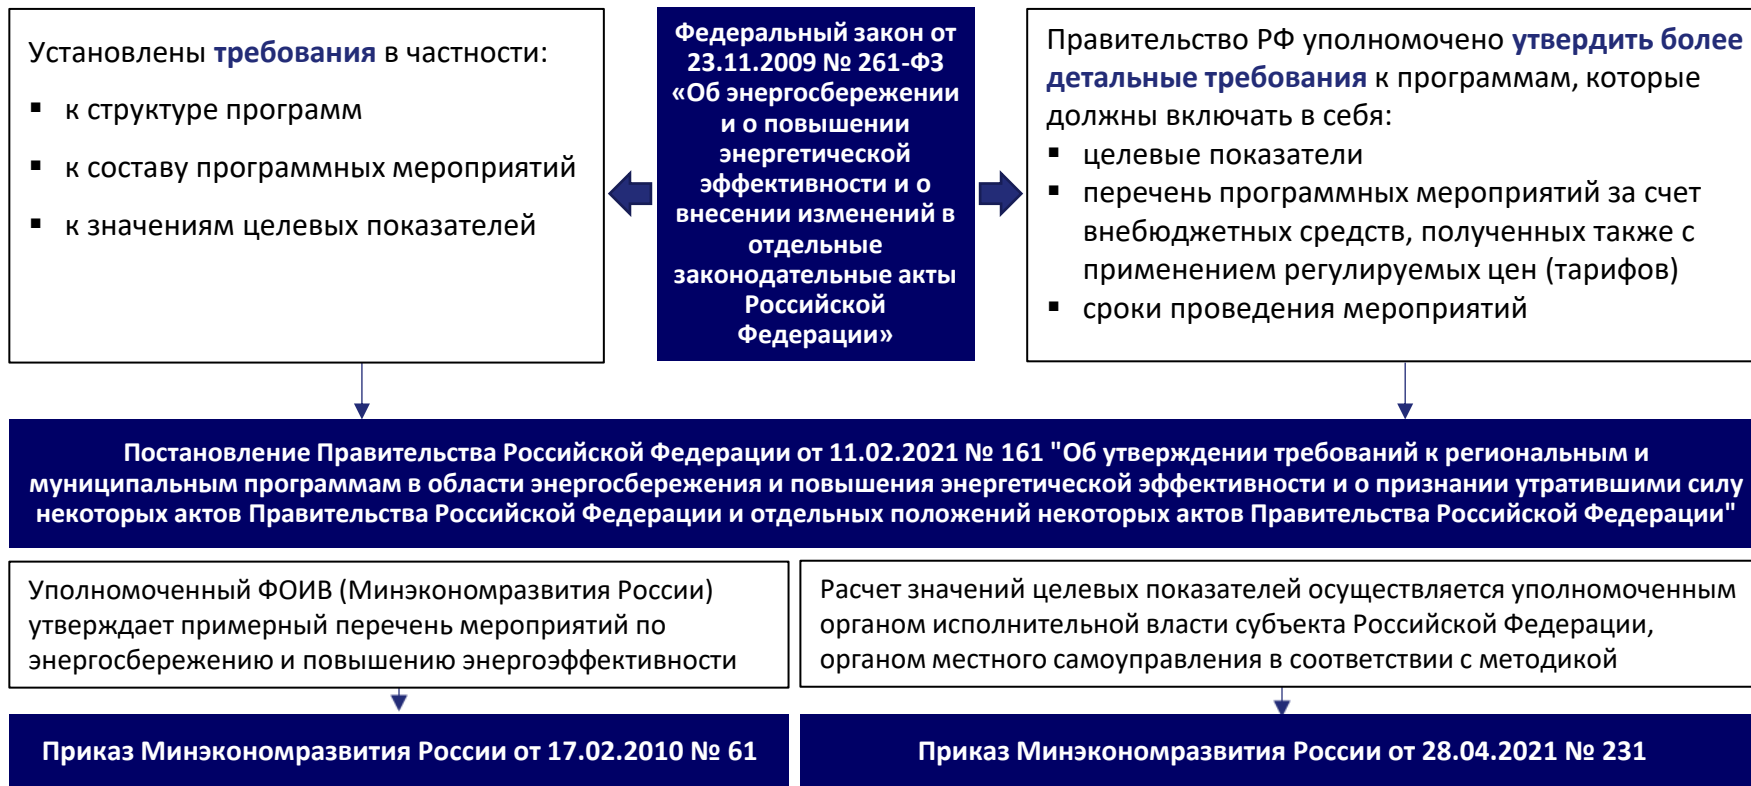 Установлены требования в частности:
▪ к структуре программ
▪ к составу программных мероприятий
▪ к значениям целевых показателей
Федеральный закон от
23.11.2009 № 261-ФЗ
«Об энергосбережении
и о повышении
энергетической
эффективности и о
внесении изменений в
отдельные
законодательные акты
Российской
Федерации»
Правительство РФ уполномочено утвердить более
детальные требования к программам, которые
должны включать в себя:
▪ целевые показатели
▪ перечень программных мероприятий за счет
внебюджетных средств, полученных также с
применением регулируемых цен (тарифов)
▪ сроки проведения мероприятий
Постановление Правительства Российской Федерации от 11.02.2021 № 161 "Об утверждении требований к региональным и
муниципальным программам в области энергосбережения и повышения энергетической эффективности и о признании утратившими силу
некоторых актов Правительства Российской Федерации и отдельных положений некоторых актов Правительства Российской Федерации"
Уполномоченный ФОИВ (Минэкономразвития России)
утверждает примерный перечень мероприятий по
энергосбережению и повышению энергоэффективности
Расчет значений целевых показателей осуществляется уполномоченным
органом исполнительной власти субъекта Российской Федерации,
органом местного самоуправления в соответствии с методикой
Приказ Минэкономразвития России от 17.02.2010 № 61
Приказ Минэкономразвития России от 28.04.2021 № 231